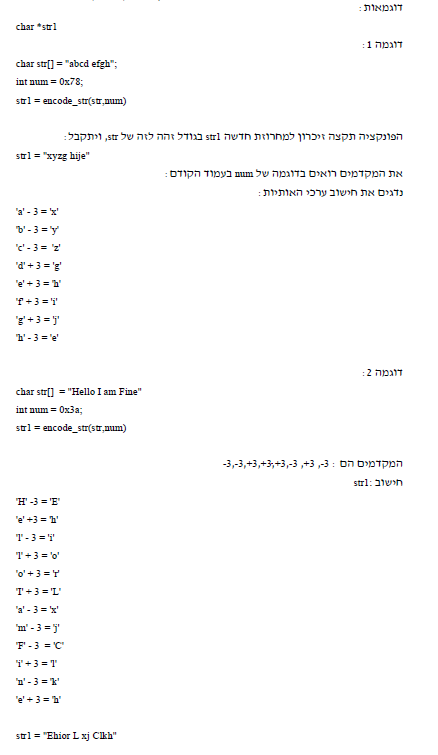 דוגמאות :
char *str1
דוגמה 1 :
char str[] = "abcd efgh";
int num = 0x78;
str1 = encode_str(str,num)
הפונקציה תקצה זיכרון למחרוזת חדשה str1 בגודל זהה לזה של str, ויתקבל :
str1 = "xyzg hije"
את המקדמים רואים בדוגמה של num בעמוד הקודם :
נדגים את חישוב ערכי האותיות :
'a' - 3 = 'x'
'b' - 3 = 'y'
'c' - 3 = 'z'
'd' + 3 = 'g'
'e' + 3 = 'h'
'f' + 3 = 'i'
'g' + 3 = 'j'
'h' - 3 = 'e'
דוגמה 2 :
char str[] = "Hello I am Fine"
int num = 0x3a;
str1 = encode_str(str,num)
המקדמים הם : 3-, 3+, 3-, 3+,3+,3+,3-,3-
חישוב str1:
'H' -3 = 'E'
'e' +3 = 'h'
'l' - 3 = 'i'
'l' + 3 = 'o'
'o' + 3 = 'r'
'I' + 3 = 'L'
'a' - 3 = 'x'
'm' - 3 = 'j'
'F' - 3 = 'C'
'i' + 3 = 'l'
'n' - 3 = 'k'
'e' + 3 = 'h'
str1 = "Ehior L xj Clkh"